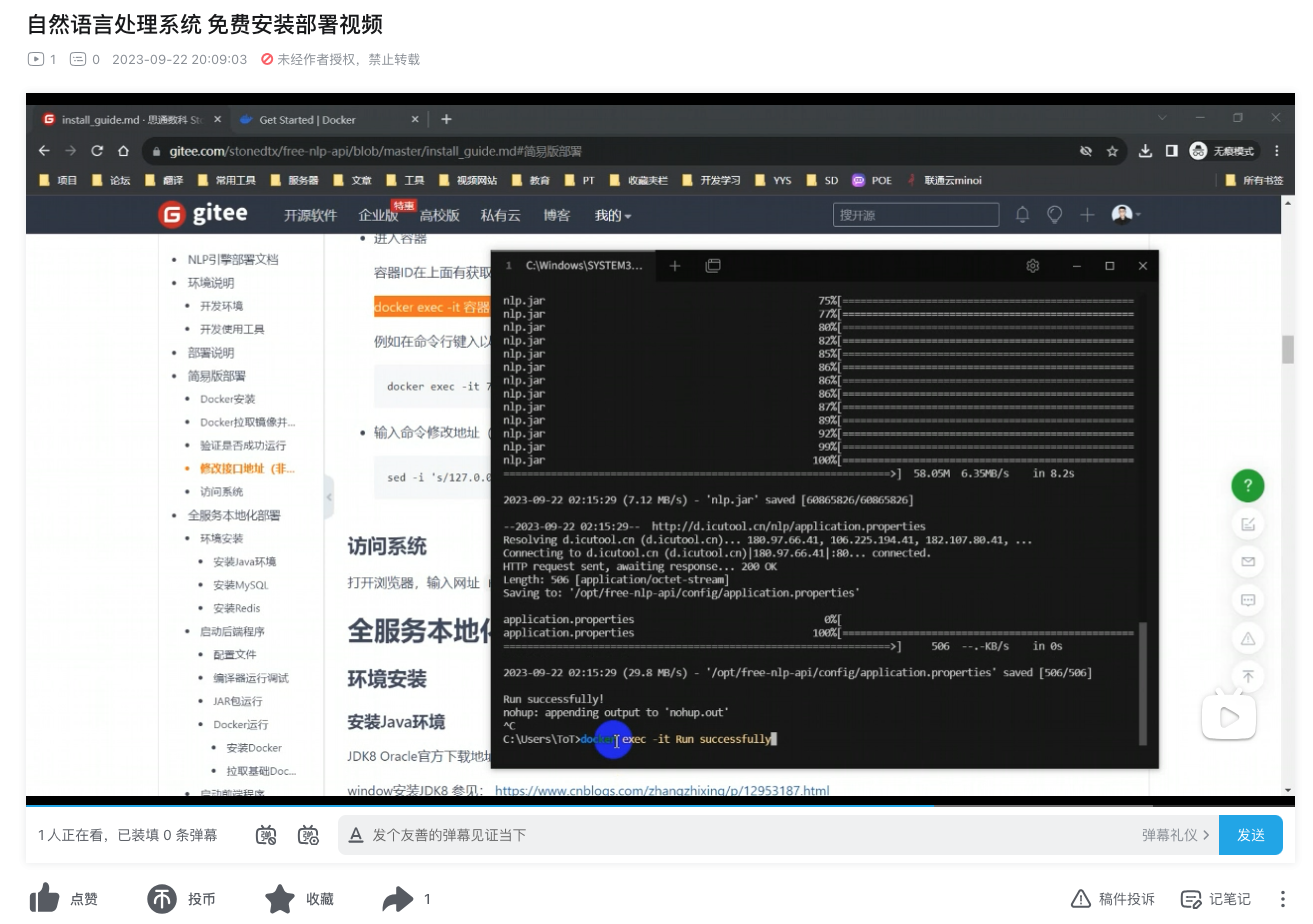 自然语言处理系统 免费安装部署视频
1 0 2023-09-22 20:09:03 未经作者授权，禁止转载
install_guide.md · 思通数科 St
Get Started | Docker
gitee.com/stonedtx/free-nlp-api/blob/master/install_guide.md#简易版部署
无痕模式
项目 论坛 翻译 常用工具 服务器 文章 工具 视频网站 教育 PT 收藏夹栏 开发学习 YYS SD POE 联通云minoi 所有书签
gitee 开源软件 企业版 特惠 高校版 私有云 博客 我的 搜开源
NLP引擎部署文档
环境说明
开发环境
开发使用工具
部署说明
简易版部署
Docker安装
Docker拉取镜像并...
验证是否成功运行
修改接口地址（非...
访问系统
全服务本地化部署
环境安装
安装Java环境
安装MySQL
安装Redis
启动后端程序
配置文件
编译器运行调试
JAR包运行
Docker运行
安装Docker
拉取基础Doc...
启动前端程序
进入容器
容器ID在上面有获取
docker exec -it 容器
例如在命令行键入以
docker exec -it 7
输入命令修改地址（
sed -i 's/127.0.0
访问系统
打开浏览器，输入网址
全服务本地化
环境安装
安装Java环境
JDK8 Oracle官方下载地址
window安装JDK8 参见： https://www.cnblogs.com/zhangzhixing/p/12953187.html
1 C:\Windows\SYSTEM3...
nlp.jar 75%[============================================
nlp.jar 77%[============================================
nlp.jar 80%[============================================
nlp.jar 82%[============================================
nlp.jar 85%[============================================
nlp.jar 86%[============================================
nlp.jar 86%[============================================
nlp.jar 86%[============================================
nlp.jar 87%[============================================
nlp.jar 89%[============================================
nlp.jar 92%[============================================
nlp.jar 99%[============================================
nlp.jar 100%[============================================
===========================================================>] 58.05M 6.35MB/s in 8.2s
2023-09-22 02:15:29 (7.12 MB/s) - 'nlp.jar' saved [60865826/60865826]
--2023-09-22 02:15:29-- http://d.icutool.cn/nlp/application.properties
Resolving d.icutool.cn (d.icutool.cn)... 180.97.66.41, 106.225.194.41, 182.107.80.41, ...
Connecting to d.icutool.cn (d.icutool.cn)|180.97.66.41|:80... connected.
HTTP request sent, awaiting response... 200 OK
Length: 506 [application/octet-stream]
Saving to: '/opt/free-nlp-api/config/application.properties'
application.properties 0%[
application.properties 100%[============================================
===========================================================>] 506 --.-KB/s in 0s
2023-09-22 02:15:29 (29.8 MB/s) - '/opt/free-nlp-api/config/application.properties' saved [506/506]
Run successfully!
nohup: appending output to 'nohup.out'
^C
C:\Users\ToT>docker exec -it Run successfully
1人正在看，已装填 0 条弹幕
发个友善的弹幕见证当下
弹幕礼仪 >
发送
点赞 投币 收藏 1 稿件投诉 记笔记